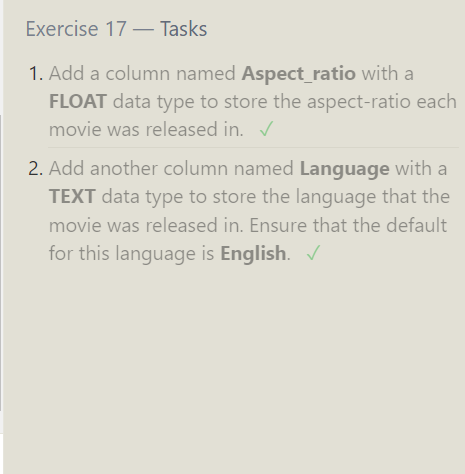 Exercise 17 — Tasks
1. Add a column named Aspect_ratio with a
FLOAT data type to store the aspect-ratio each
movie was released in. ✓
2. Add another column named Language with a
TEXT data type to store the language that the
movie was released in. Ensure that the default
for this language is English. ✓